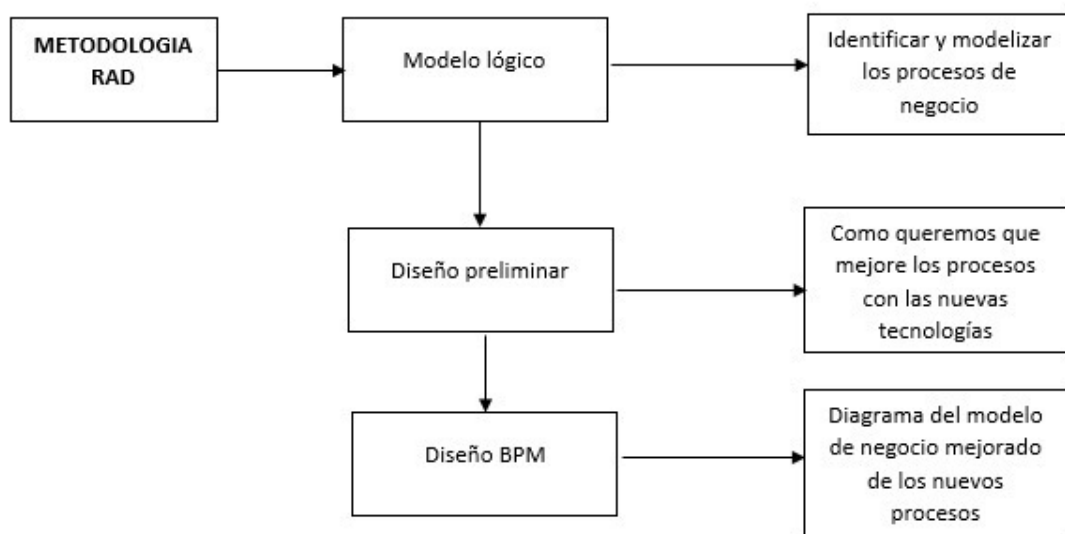 METODOLOGIA
RAD
Modelo lógico
Identificar y modelizar
los procesos de
negocio
Diseño preliminar
Como queremos que
mejore los procesos
con las nuevas
tecnologías
Diseño BPM
Diagrama del modelo
de negocio mejorado
de los nuevos
procesos